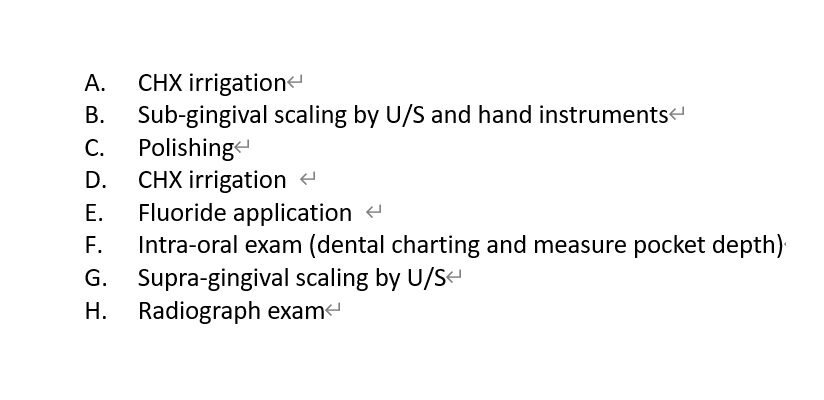 A. CHX irrigation↵
B. Sub-gingival scaling by U/S and hand instruments↵
C. Polishing↵
D. CHX irrigation ↵
E. Fluoride application ↵
F. Intra-oral exam (dental charting and measure pocket depth)
G. Supra-gingival scaling by U/S↵
H. Radiograph exam↵